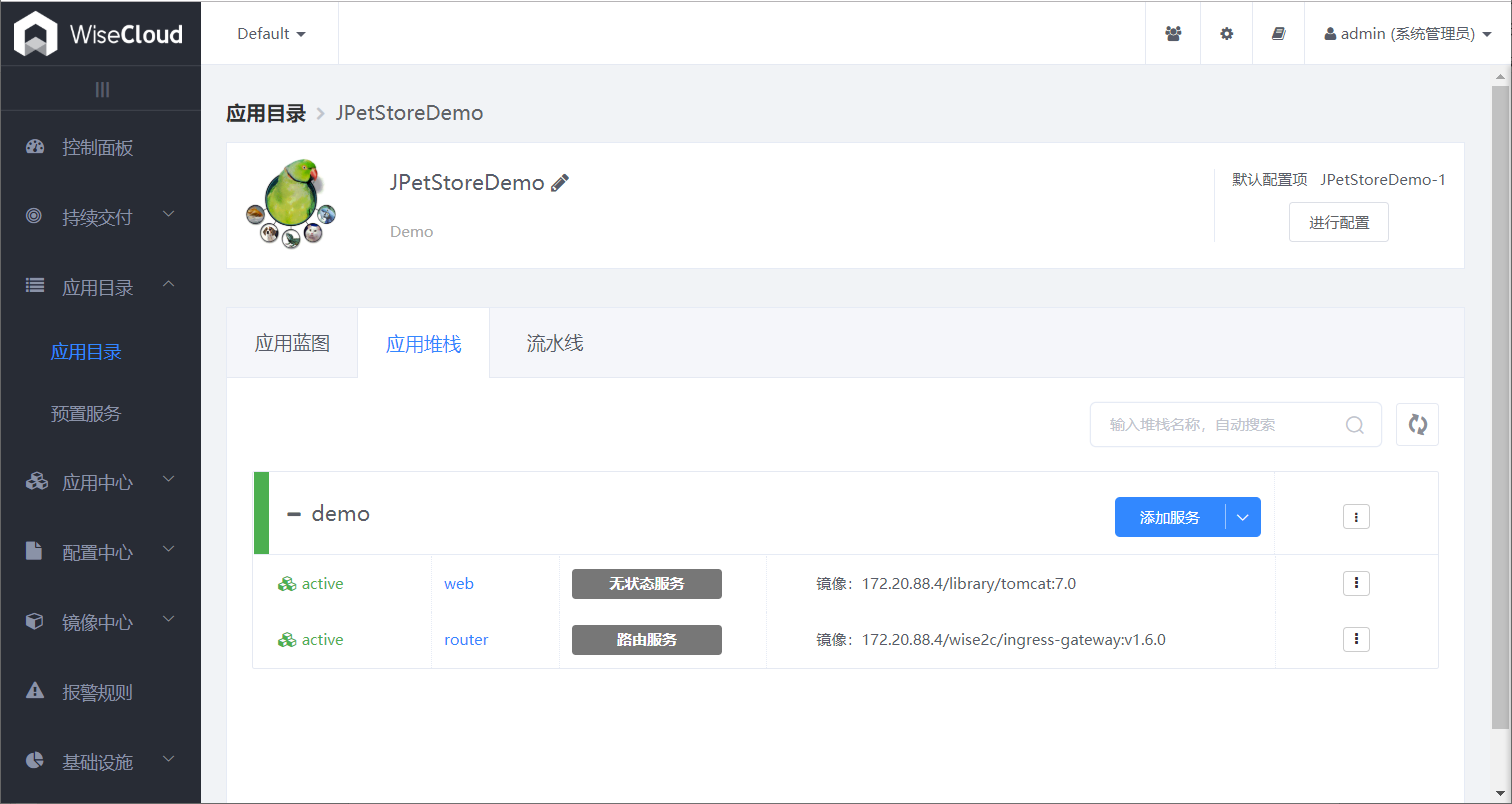 WiseCloud
Default
admin (系统管理员)
控制面板
持续交付
应用目录
应用目录
预置服务
应用中心
配置中心
镜像中心
报警规则
基础设施
应用目录 > JPetStoreDemo
JPetStoreDemo
Demo
默认配置项 JPetStoreDemo-1
进行配置
应用蓝图 应用堆栈 流水线
输入堆栈名称，自动搜索
demo 添加服务
active web 无状态服务 镜像：172.20.88.4/library/tomcat:7.0
active router 路由服务 镜像：172.20.88.4/wise2c/ingress-gateway:v1.6.0